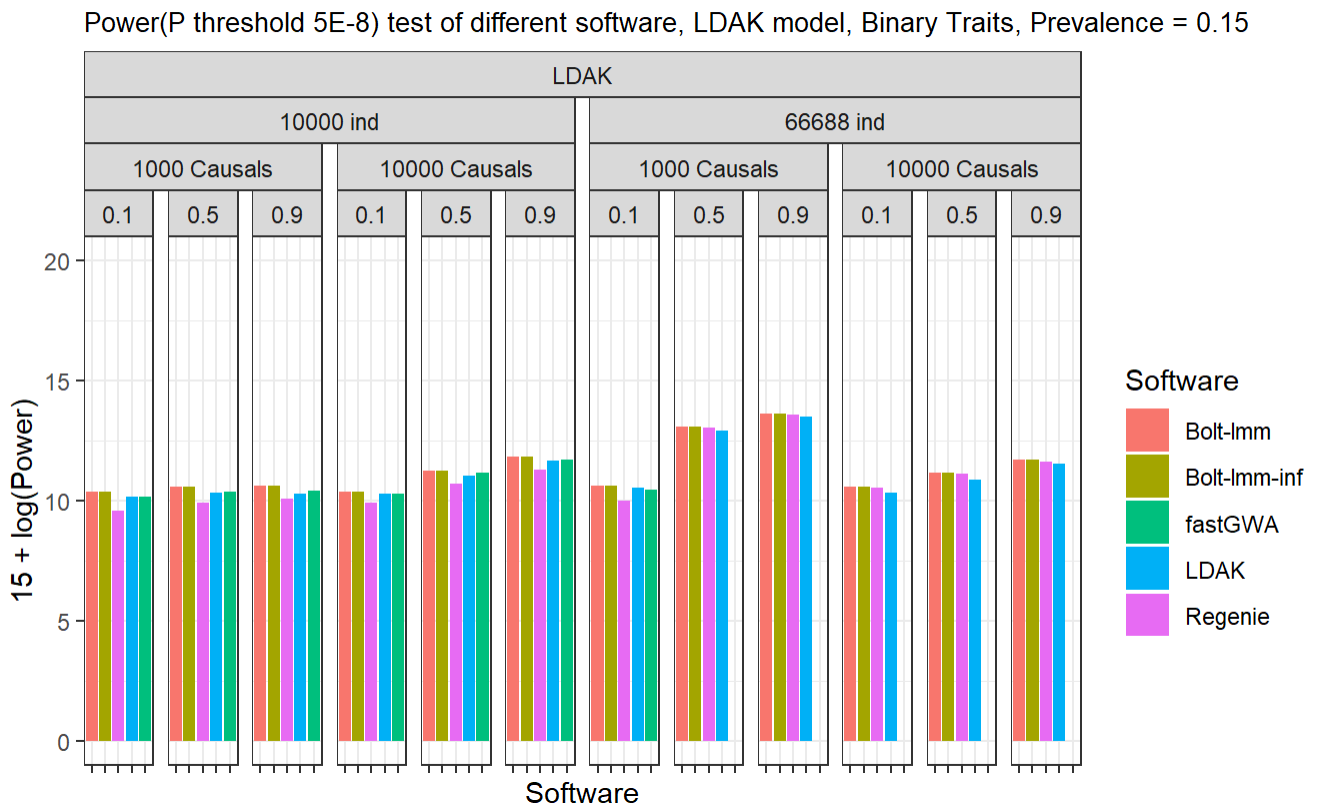 Power(P threshold 5E-8) test of different software, LDAK model, Binary Traits, Prevalence = 0.15
LDAK
10000 ind 66688 ind
1000 Causals 10000 Causals 1000 Causals 10000 Causals
0.1 0.5 0.9 0.1 0.5 0.9 0.1 0.5 0.9 0.1 0.5 0.9
20
15
10
5
0
15 + log(Power)
Software
Software
Bolt-lmm
Bolt-lmm-inf
fastGWA
LDAK
Regenie